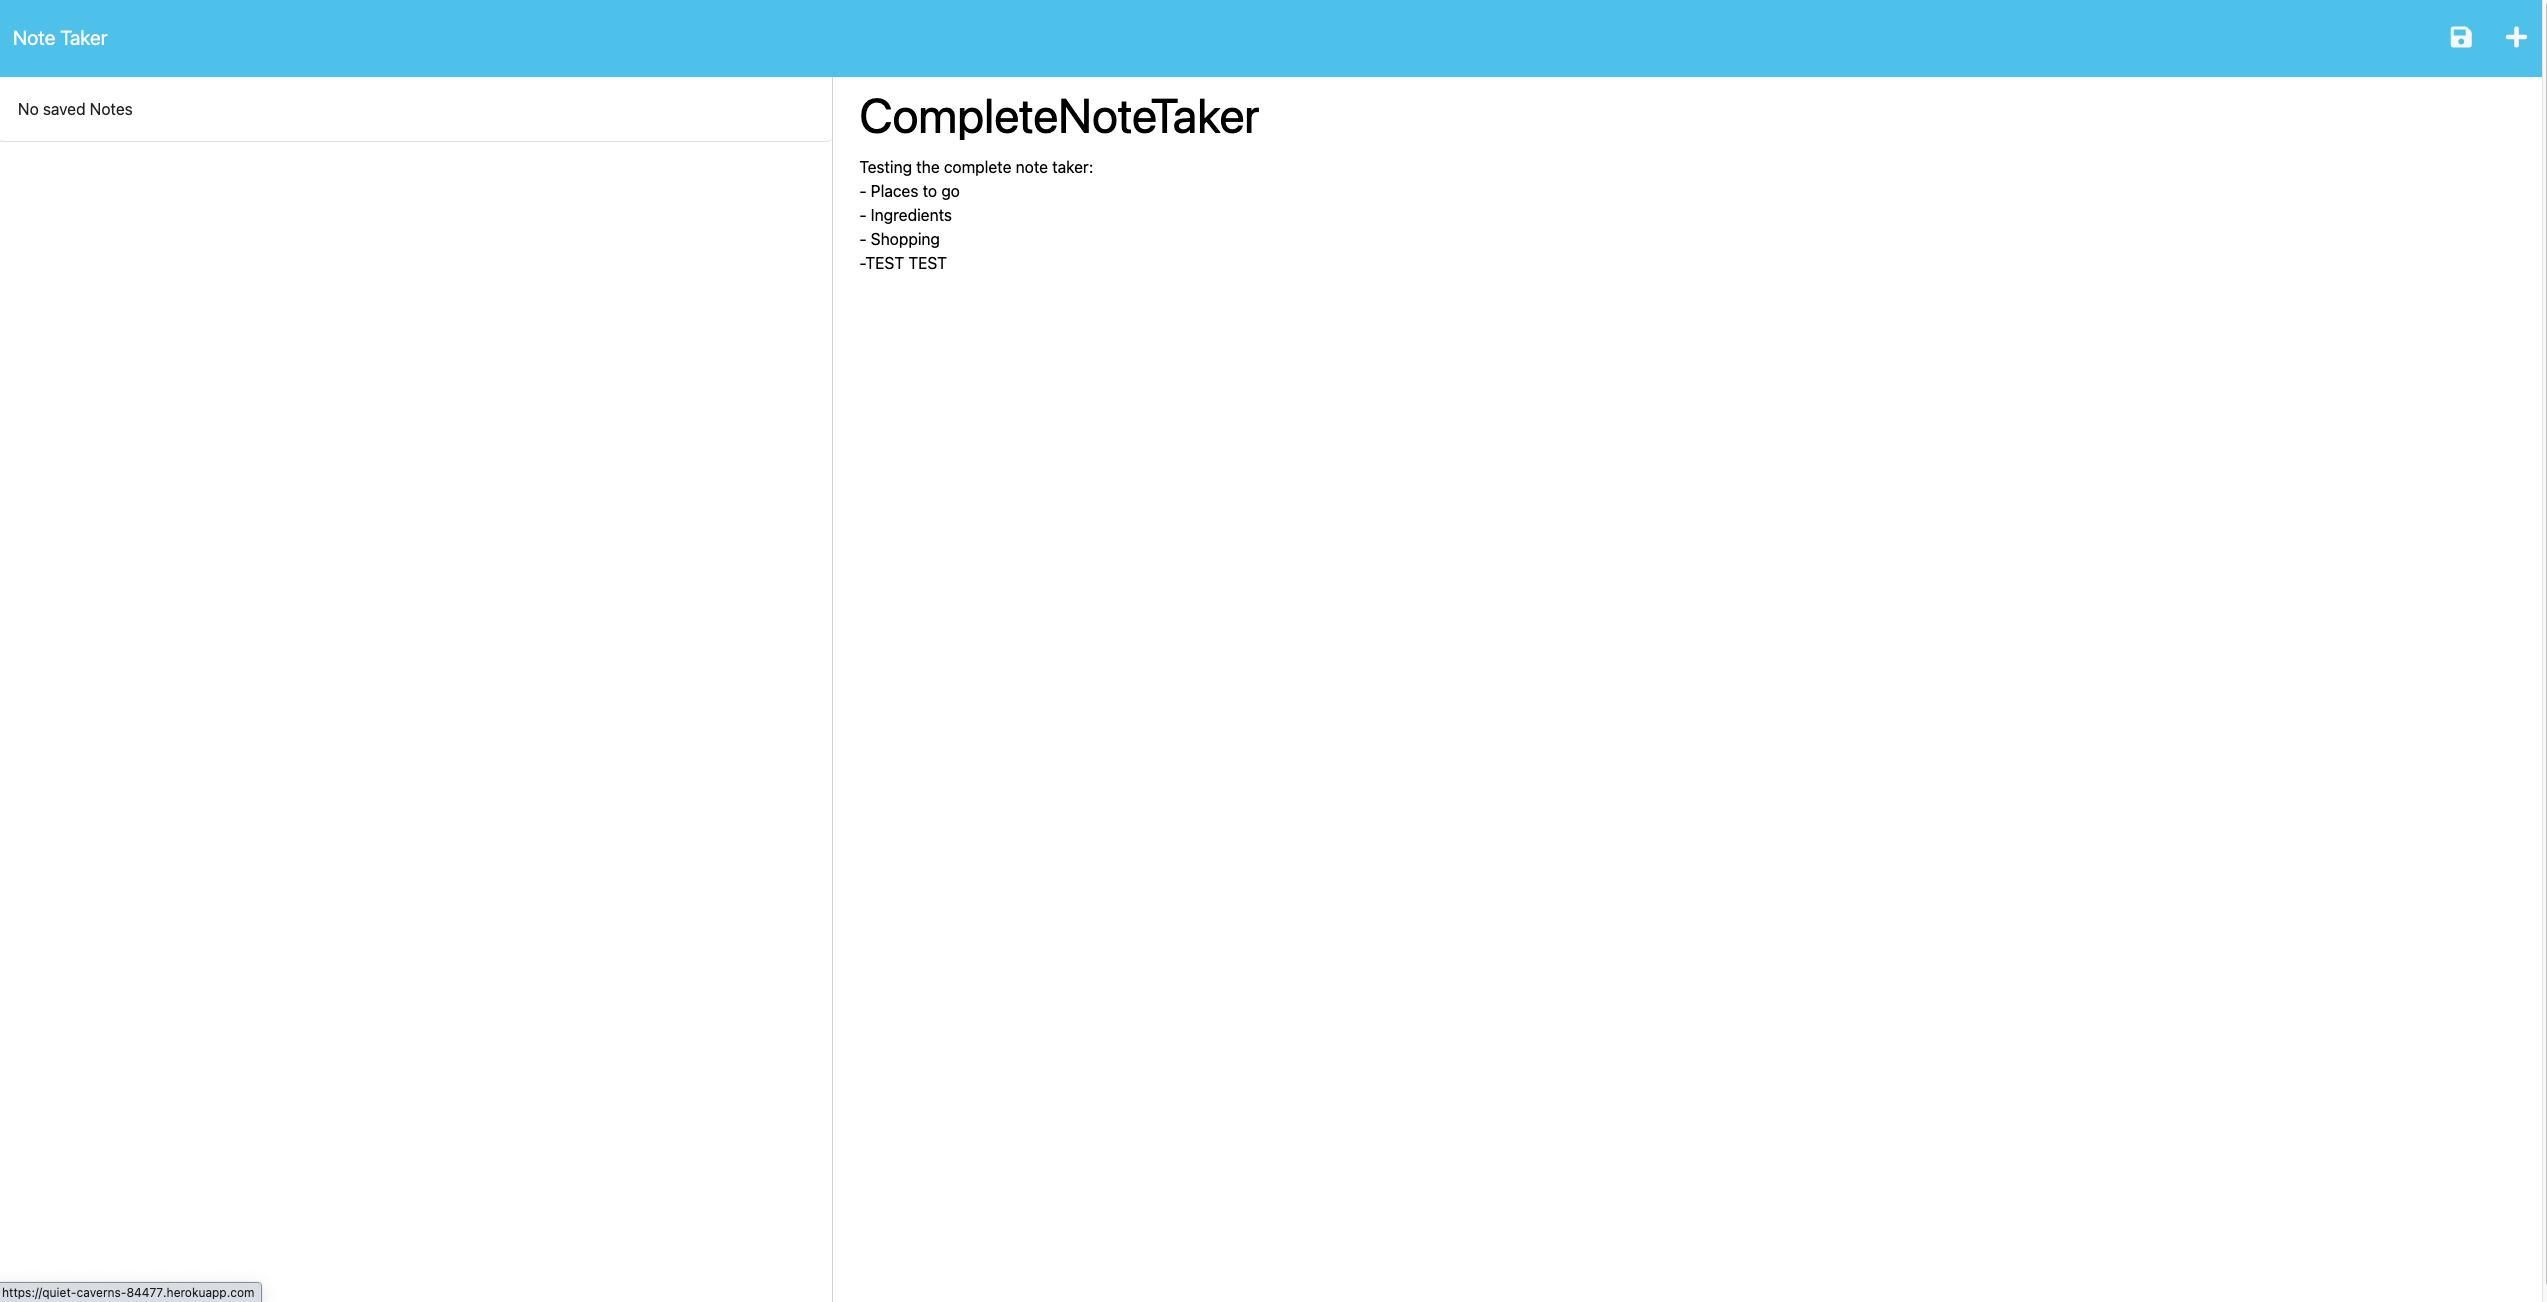 Note Taker
No saved Notes
CompleteNoteTaker
Testing the complete note taker:
- Places to go
- Ingredients
- Shopping
-TEST TEST
https://quiet-caverns-84477.herokuapp.com